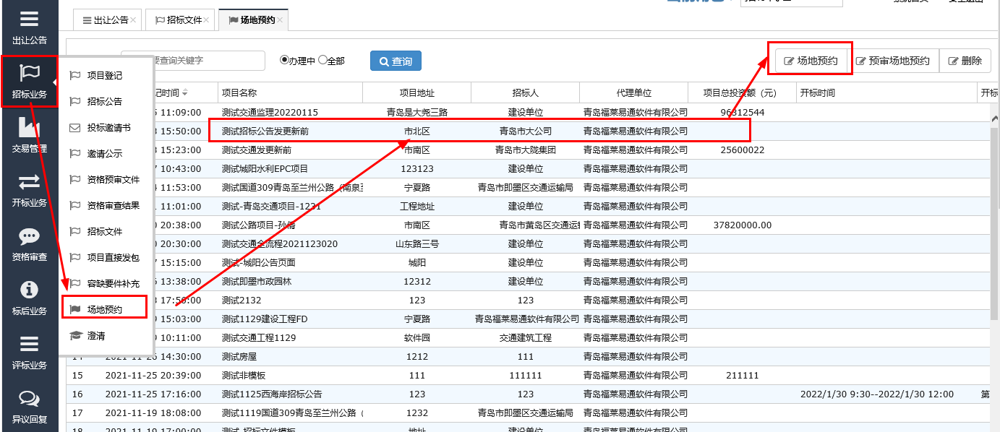 出让公告
招标业务
交易管理
开标业务
资格审查
标后业务
评标业务
异议回复
项目登记
招标公告
投标邀请书
邀请公示
资格预审文件
资格审查结果
招标文件
项目直接发包
容缺要件补充
场地预约
澄清
出让公告× 招标文件× 场地预约×
要查询关键字 办理中 全部 查询 场地预约 预审场地预约 删除
记时间 项目名称 项目地址 招标人 代理单位 项目总投资额（元） 开标时间 开标
11:09:00 测试交通监理20220115 青岛是大尧三路 建设单位 青岛福莱易通软件有限公司 96312544
15:50:00 测试招标公告发更新前 市北区 青岛市大公司 青岛福莱易通软件有限公司
15:23:00 测试交通发更新前 市南区 青岛市大陇集团 青岛福莱易通软件有限公司 25600022
10:43:00 测试城阳水利EPC项目 123123 建设单位 青岛福莱易通软件有限公司
11:53:00 测试国道309青岛至兰州公路（南泉至 宁夏路 青岛市即墨区交通运输局 青岛福莱易通软件有限公司
11:01:00 测试-青岛交通项目-1231 工程地址 建设单位 青岛福莱易通软件有限公司
20:38:00 测试公路项目-孙倩 市南区 青岛市黄岛区交通运 青岛福莱易通软件有限公司 37820000.00
20:30:00 测试交通全流程2021123020 山东路三号 建设单位 青岛福莱易通软件有限公司
15:15:00 测试-城阳公告页面 城阳 建设单位 青岛福莱易通软件有限公司
13:38:00 测试即墨市政园林 12312 建设单位 青岛福莱易通软件有限公司
17:56:00 测试2132 123 123 青岛福莱易通软件有限公司
15:03:00 测试1129建设工程FD 宁夏路 青岛福莱易通软件有限公司 青岛福莱易通软件有限公司
10:11:00 测试交通工程1129 软件园 交通建筑工程 青岛福莱易通软件有限公司
14 2021-11-26 14:30:00 测试房屋 1212 111 青岛福莱易通软件有限公司
15 2021-11-25 20:39:00 测试非模板 111 111111 青岛福莱易通软件有限公司 211111
16 2021-11-25 17:16:00 测试1125西海岸招标公告 123 123 青岛福莱易通软件有限公司 2022/1/30 9:30--2022/1/30 12:00 第
17 2021-11-19 18:08:00 测试1119国道309青岛至兰州公路（ 1232 青岛市即墨区交通运输局 青岛福莱易通软件有限公司
18 2021-11-19 17:00:00 测试-招标文件模板 地址 建设单位 青岛福莱易通软件有限公司